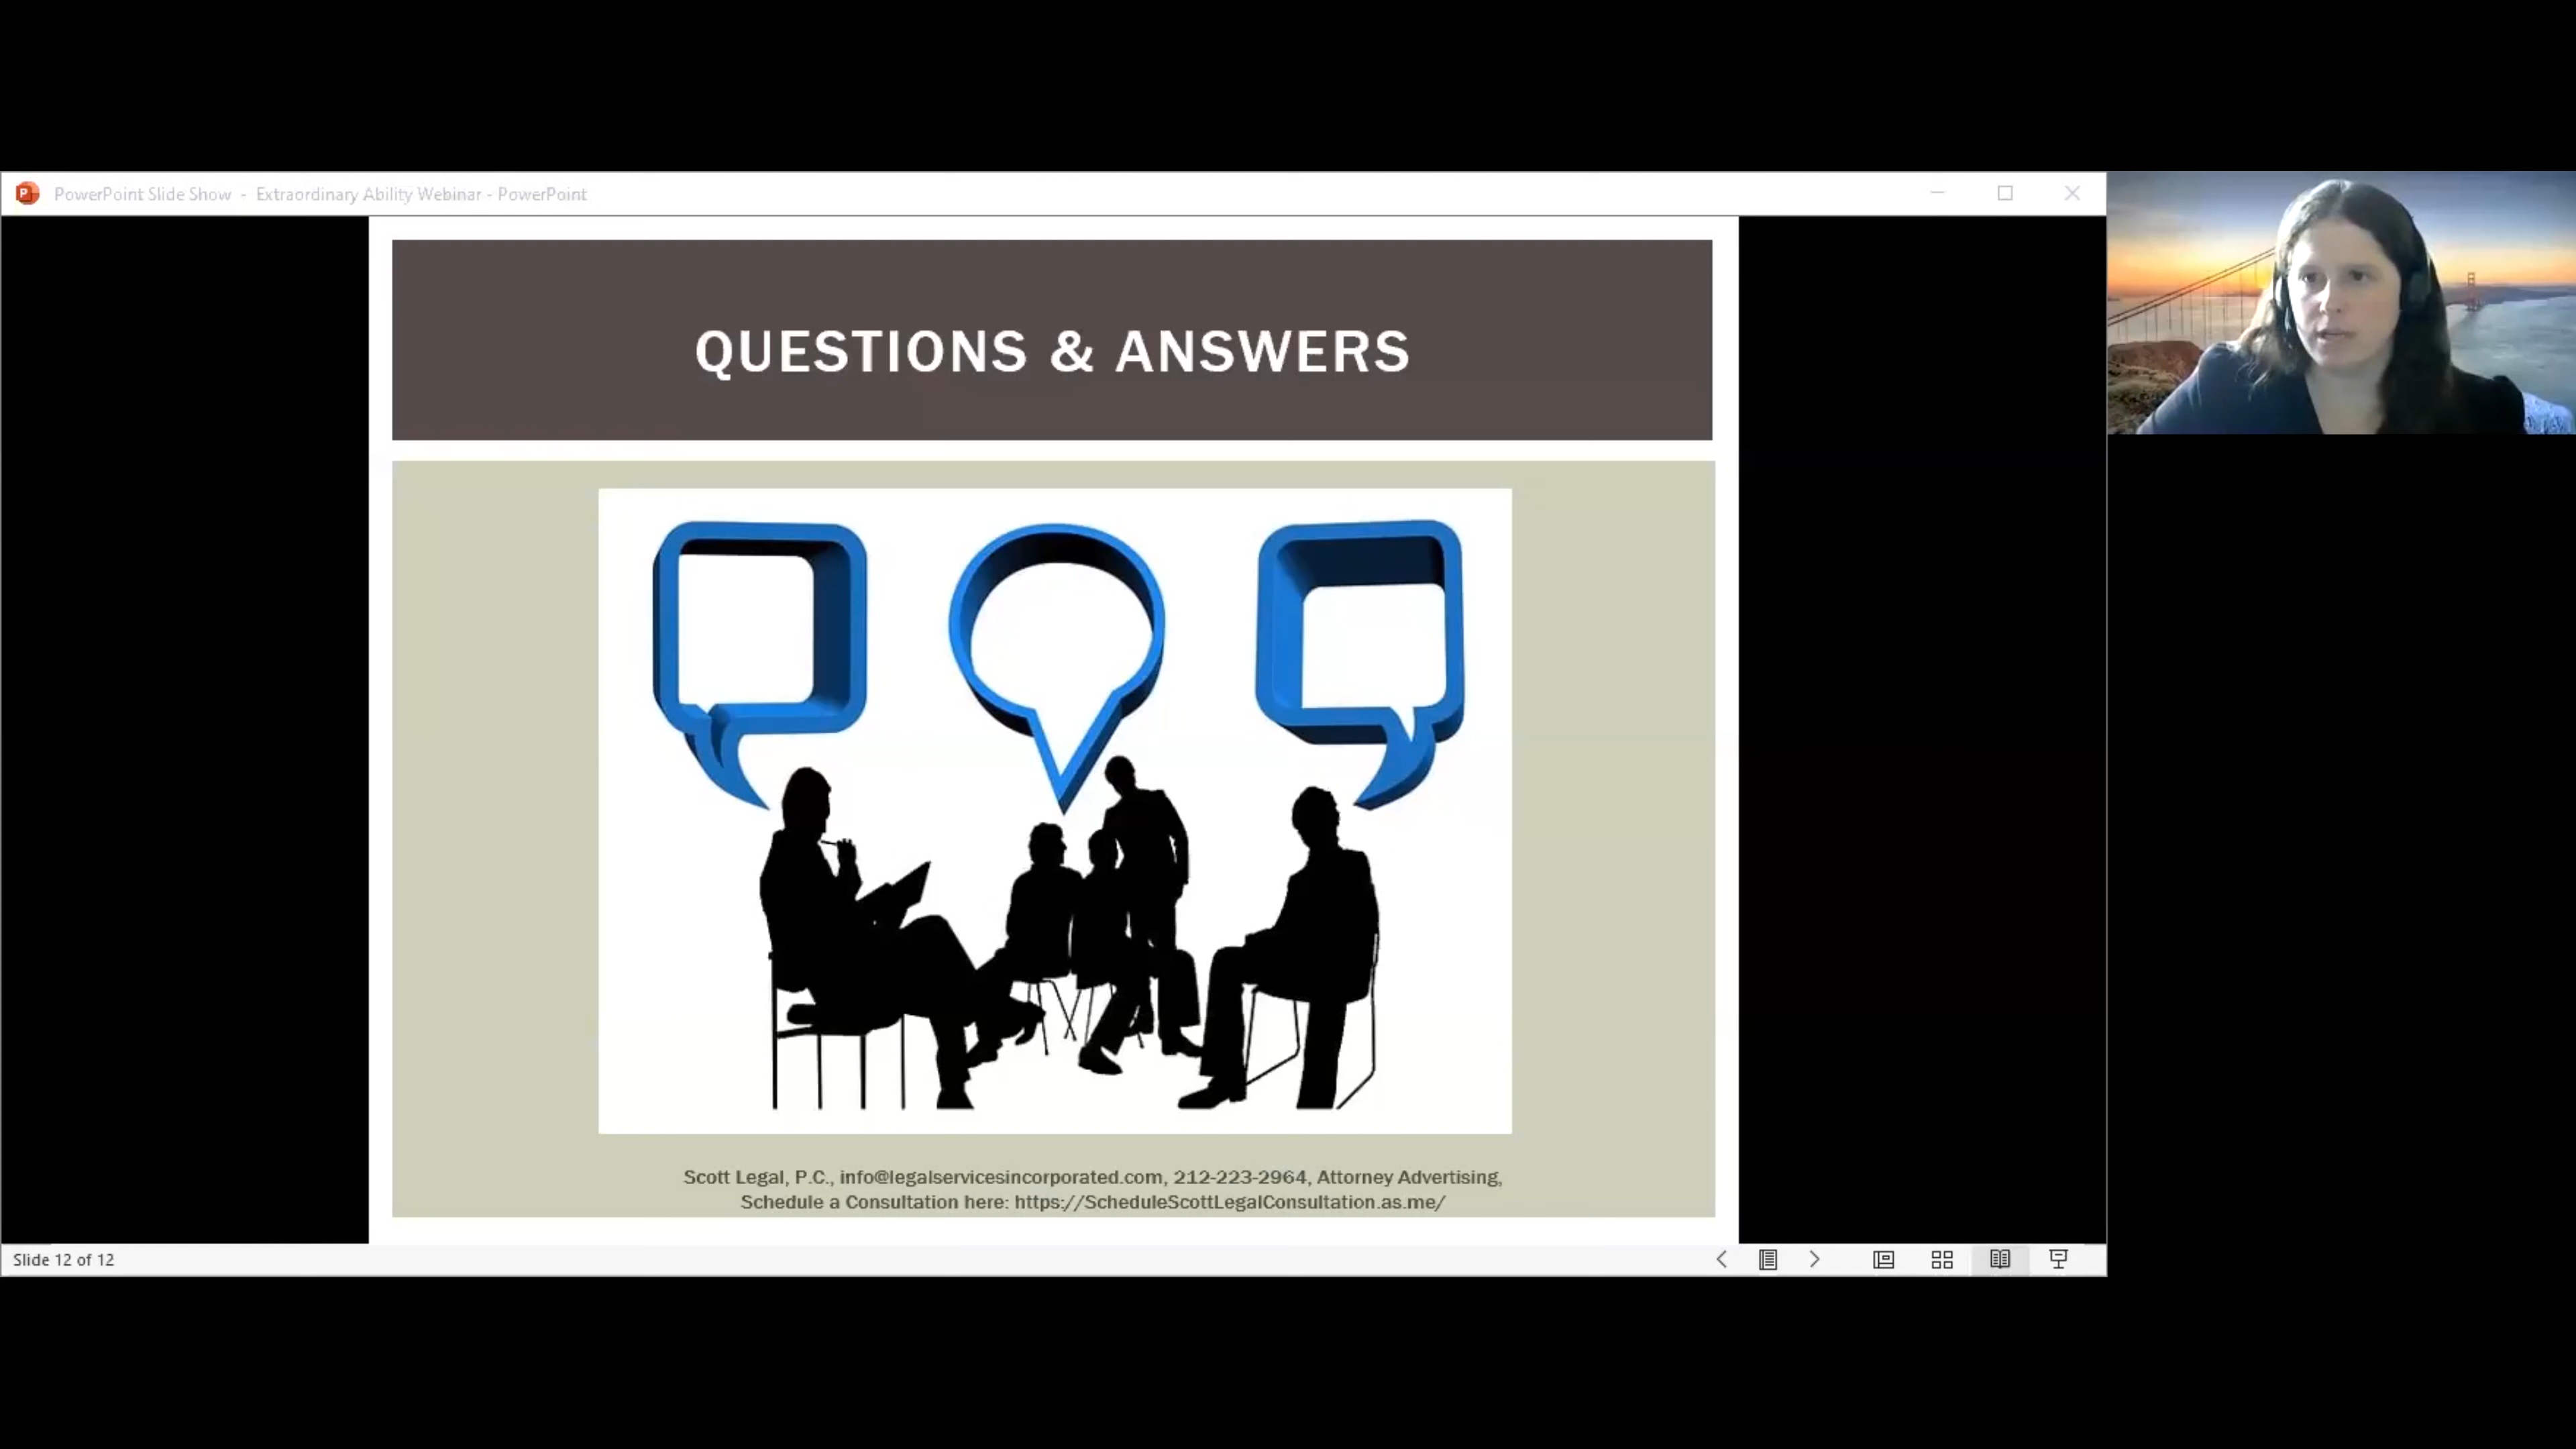 PowerPoint Slide Show - Extraordinary Ability Webinar - PowerPoint
QUESTIONS & ANSWERS
Scott Legal, P.C., info@legalservicesincorporated.com, 212-223-2964, Attorney Advertising,
Schedule a Consultation here: https://ScheduleScottLegalConsultation.as.me/
Slide 12 of 12